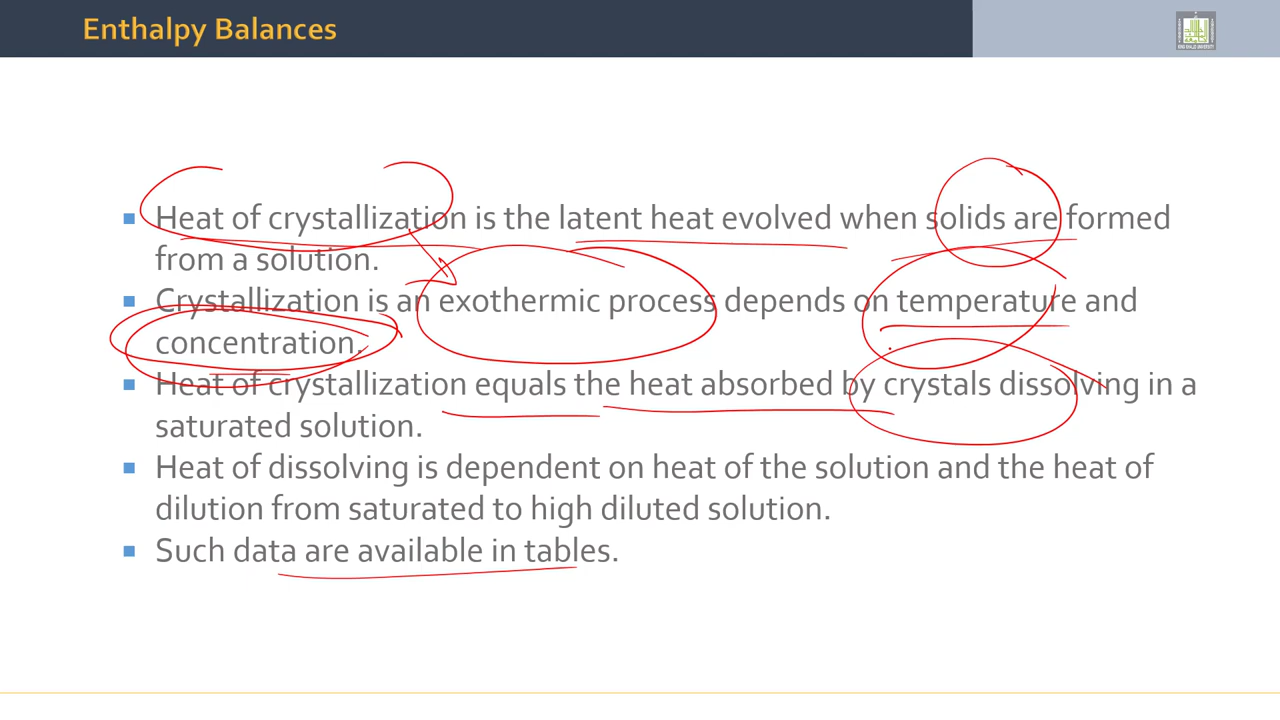 Enthalpy Balances
KING KHALID UNIVERSITY
Heat of crystallization is the latent heat evolved when solids are formed
from a solution.
Crystallization is an exothermic process depends on temperature and
concentration.
Heat of crystallization equals the heat absorbed by crystals dissolving in a
saturated solution.
Heat of dissolving is dependent on heat of the solution and the heat of
dilution from saturated to high diluted solution.
Such data are available in tables.